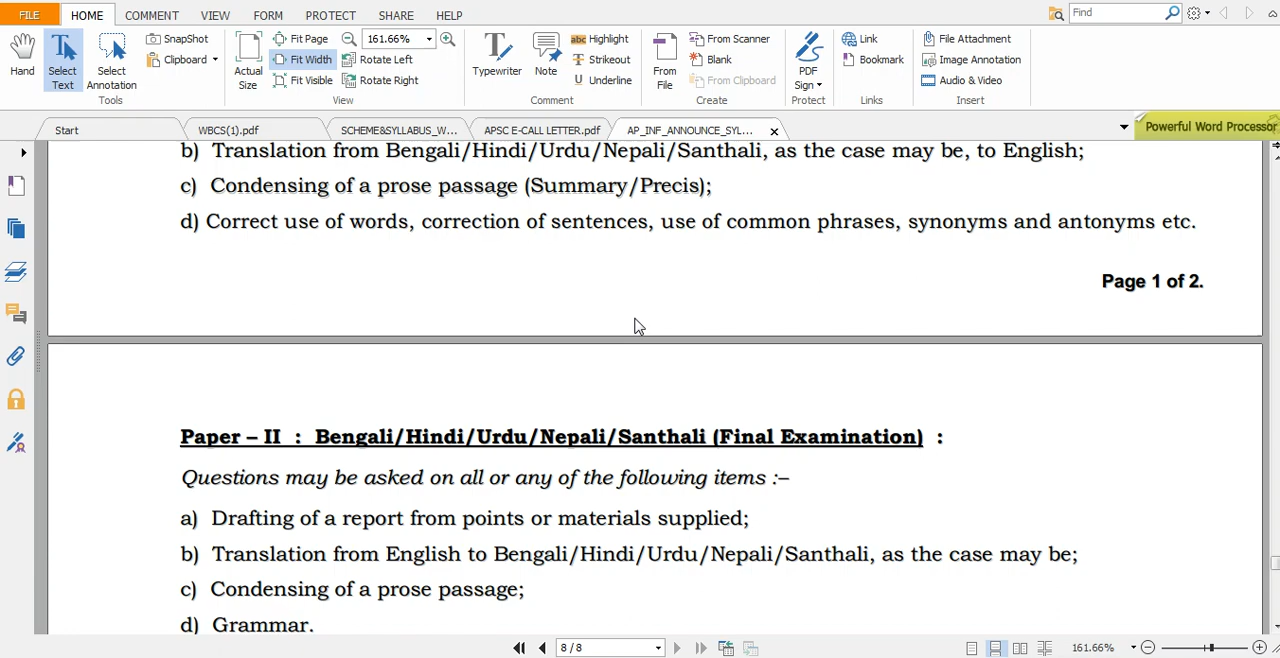 FILE HOME COMMENT VIEW FORM PROTECT SHARE HELP Find
Hand
Select Text
Select Annotation
SnapShot
Clipboard
Tools
Actual Size
Fit Page
Fit Width
Fit Visible
161.66%
Rotate Left
Rotate Right
View
Typewriter
Note
abc Highlight
Strikeout
U Underline
Comment
From File
From Scanner
Blank
From Clipboard
Create
PDF Sign
Protect
Link
Bookmark
Links
File Attachment
Image Annotation
Audio & Video
Insert
Start WBCS(1).pdf SCHEME&SYLLABUS_W... APSC E-CALL LETTER.pdf AP_INF_ANNOUNCE_SYL... Powerful Word Processor
b) Translation from Bengali/Hindi/Urdu/Nepali/Santhali, as the case may be, to English;
c) Condensing of a prose passage (Summary/Precis);
d) Correct use of words, correction of sentences, use of common phrases, synonyms and antonyms etc.
Page 1 of 2.
Paper – II : Bengali/Hindi/Urdu/Nepali/Santhali (Final Examination) :
Questions may be asked on all or any of the following items :–
a) Drafting of a report from points or materials supplied;
b) Translation from English to Bengali/Hindi/Urdu/Nepali/Santhali, as the case may be;
c) Condensing of a prose passage;
d) Grammar.
8 / 8 161.66%